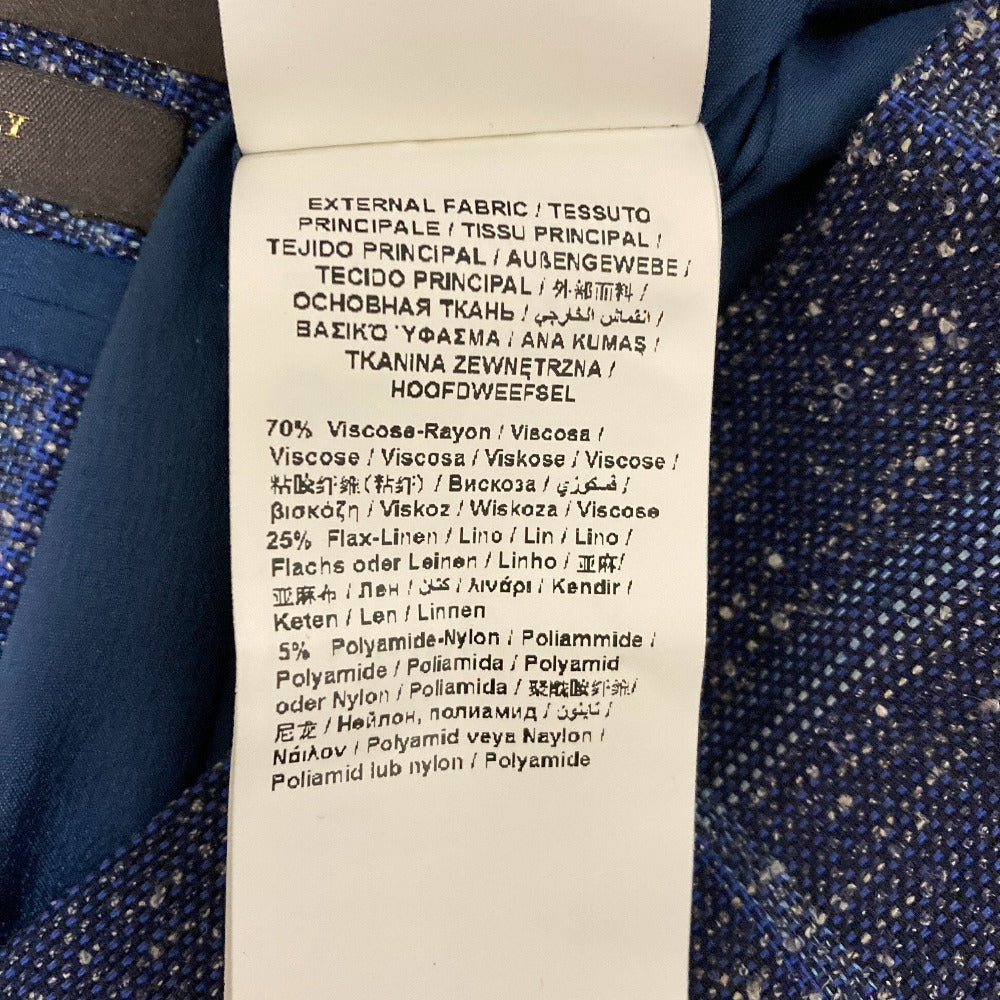 LY
EXTERNAL FABRIC / TESSUTO
PRINCIPALE / TISSU PRINCIPAL /
TEJIDO PRINCIPAL / AUßENGEWEBE /
TECIDO PRINCIPAL / 外部面料 /
ОСНОВНАЯ ТКАНЬ / القماش الخارجي /
ΒΑΣΙΚΌ ΎΦΑΣΜΑ / ANA KUMAŞ /
TKANINA ZEWNĘTRZNA /
HOOFDWEEFSEL
70% Viscose-Rayon / Viscosa /
Viscose / Viscosa / Viskose / Viscose /
粘胶纤维(粘纤) / Вискоза / فسكوزي /
βισκόζη / Viskoz / Wiskoza / Viscose
25% Flax-Linen / Lino / Lin / Lino /
Flachs oder Leinen / Linho / 亚麻/
亚麻布 / Лен / كتان / λινάρι / Kendir /
Keten / Len / Linnen
5% Polyamide-Nylon / Poliammide /
Polyamide / Poliamida / Polyamid
oder Nylon / Poliamida / 聚酰胺纤维/
尼龙 / Нейлон, полиамид / نايلون /
Νάιλον / Polyamid veya Naylon /
Poliamid lub nylon / Polyamide